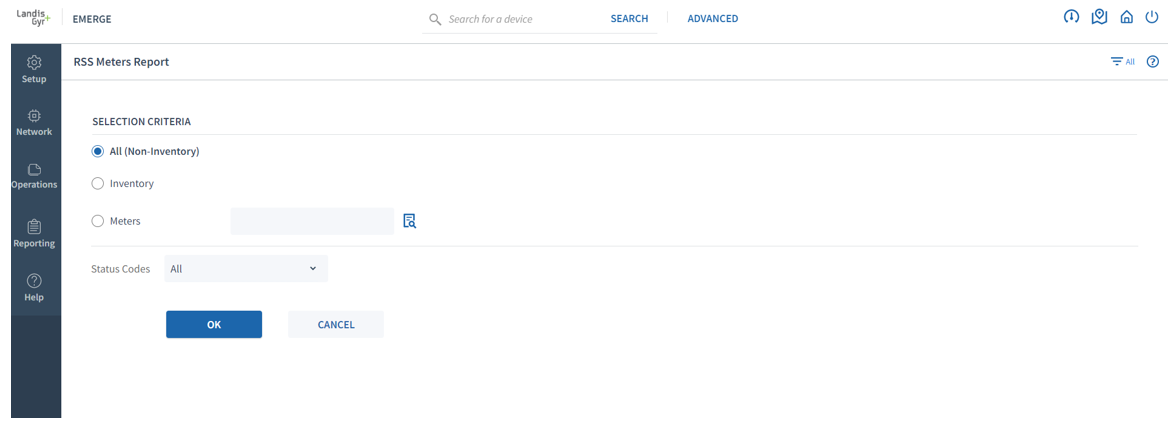 Landis
Gyr+
EMERGE
Search for a device
SEARCH
ADVANCED
Setup
Network
Operations
Reporting
Help
RSS Meters Report
All
?
SELECTION CRITERIA
All (Non-Inventory)
Inventory
Meters
Status Codes
All
OK
CANCEL